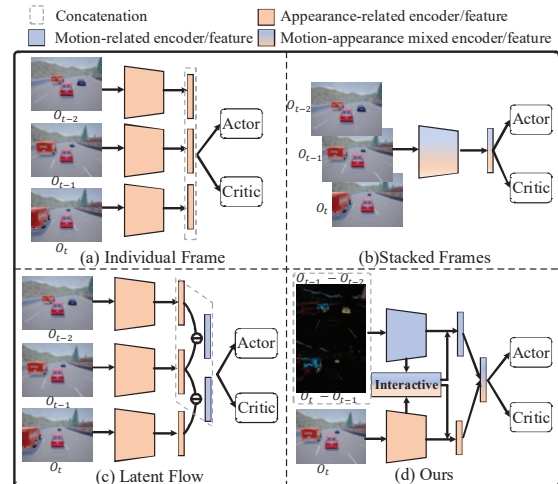 Concatenation
Appearance-related encoder/feature
Motion-related encoder/feature
Motion-appearance mixed encoder/feature
O_{t-2}
O_{t-1}
O_t
Actor
Critic
(a) Individual Frame
O_{t-2}
O_{t-1}
O_t
Actor
Critic
(b)Stacked Frames
O_{t-2}
O_{t-1}
O_t
Actor
Critic
(c) Latent Flow
O_{t-1} − O_{t-2}
O_t − O_{t-1}
Interactive
O_t
Actor
Critic
(d) Ours